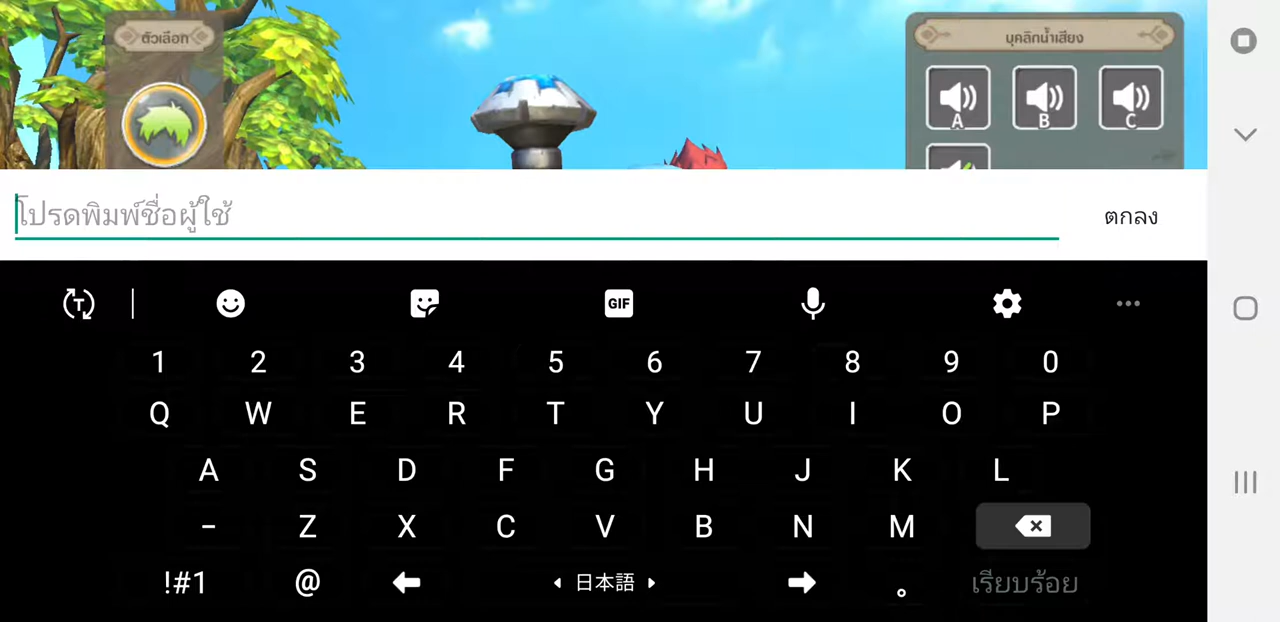 ตัวเลือก
บุคลิกน้ำเสียง
A B C
โปรดพิมพ์ชื่อผู้ใช้
ตกลง
T GIF
1 2 3 4 5 6 7 8 9 0
Q W E R T Y U I O P
A S D F G H J K L
- Z X C V B N M
!#1 @ 日本語 。 เรียบร้อย